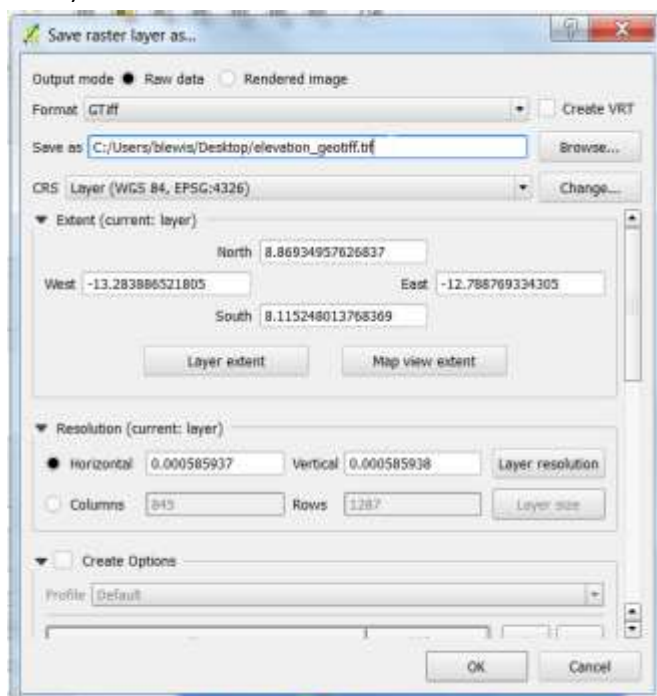 Save raster layer as...
Output mode Raw data Rendered image
Format GTiff Create VRT
Save as C:/Users/blewis/Desktop/elevation_geotiff.tif Browse...
CRS Layer (WGS 84, EPSG:4326) Change...
Extent (current: layer)
North 8.86934957626837
West -13.283886521805 East -12.788769334305
South 8.115248013768369
Layer extent Map view extent
Resolution (current: layer)
Horizontal 0.000585937 Vertical 0.000585938 Layer resolution
Columns 845 Rows 1287 Layer size
Create Options
Profile Default
OK Cancel